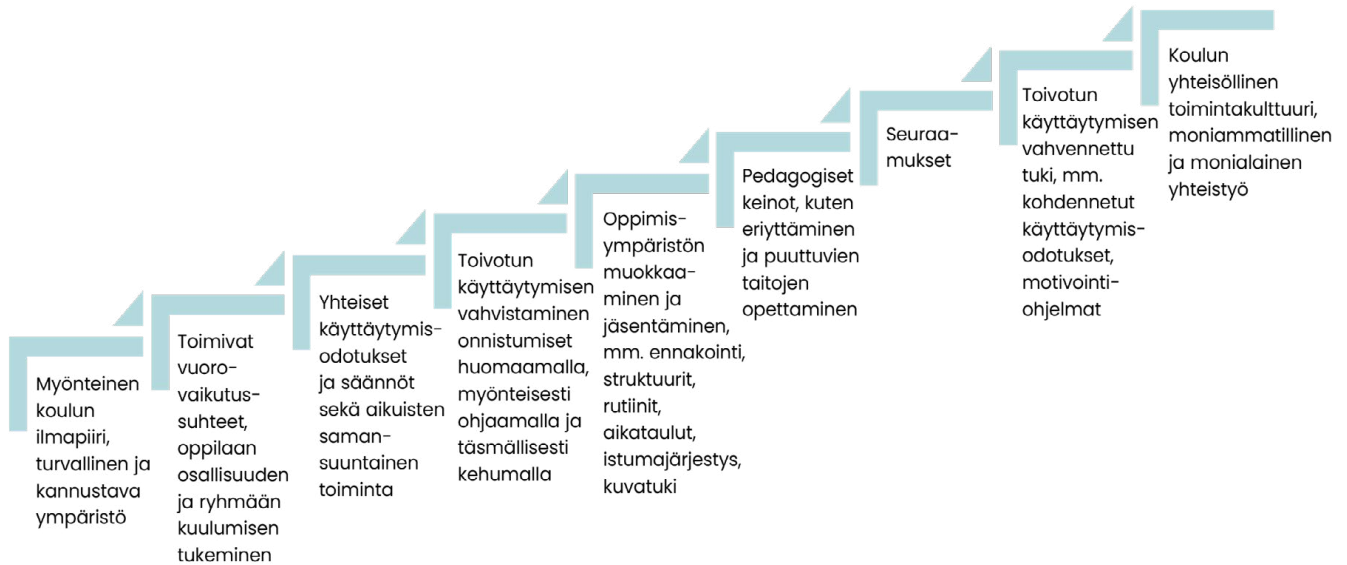 Myönteinen
koulun
ilmapiiri,
turvallinen ja
kannustava
ympäristö
Toimivat
vuoro-
vaikutus-
suhteet,
oppilaan
osallisuuden
ja ryhmään
kuulumisen
tukeminen
Yhteiset
käyttäytymis-
odotukset
ja säännöt
sekä aikuisten
saman-
suuntainen
toiminta
Toivotun
käyttäytymisen
vahvistaminen
onnistumiset
huomaamalla,
myönteisesti
ohjaamalla ja
täsmällisesti
kehumalla
Oppimis-
ympäristön
muokkaa-
minen ja
jäsentäminen,
mm. ennakointi,
struktuurit,
rutiinit,
aikataulut,
istumajärjestys,
kuvatuki
Pedagogiset
keinot, kuten
eriyttäminen
ja puuttuvien
taitojen
opettaminen
Seuraa-
mukset
Toivotun
käyttäytymisen
vahvennettu
tuki, mm.
kohdennetut
käyttäytymis-
odotukset,
motivointi-
ohjelmat
Koulun
yhteisöllinen
toimintakulttuuri,
moniammatillinen
ja monialainen
yhteistyö